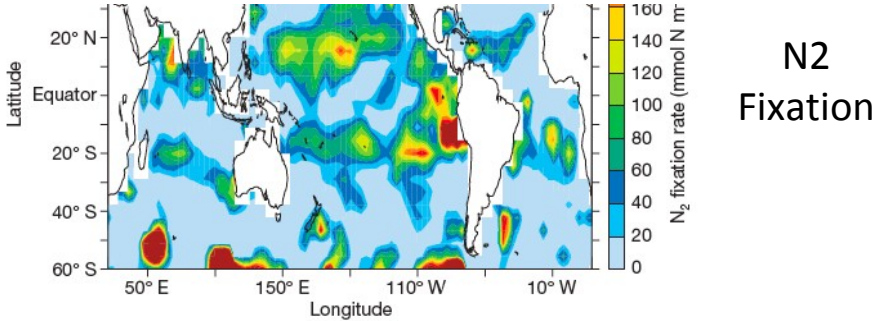 20° N
Equator
20° S
40° S
60° S
Latitude
50° E
150° E
110° W
10° W
Longitude
160
140
120
100
80
60
40
20
0
N₂ fixation rate (mmol N m⁻
N2
Fixation